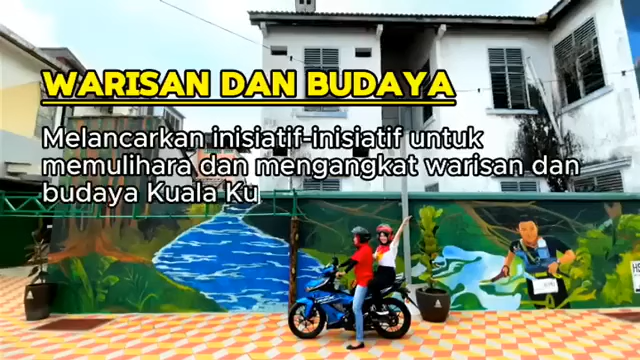 WARISAN DAN BUDAYA
Melancarkan inisiatif-inisiatif untuk
memulihara dan mengangkat warisan dan
budaya Kuala Ku